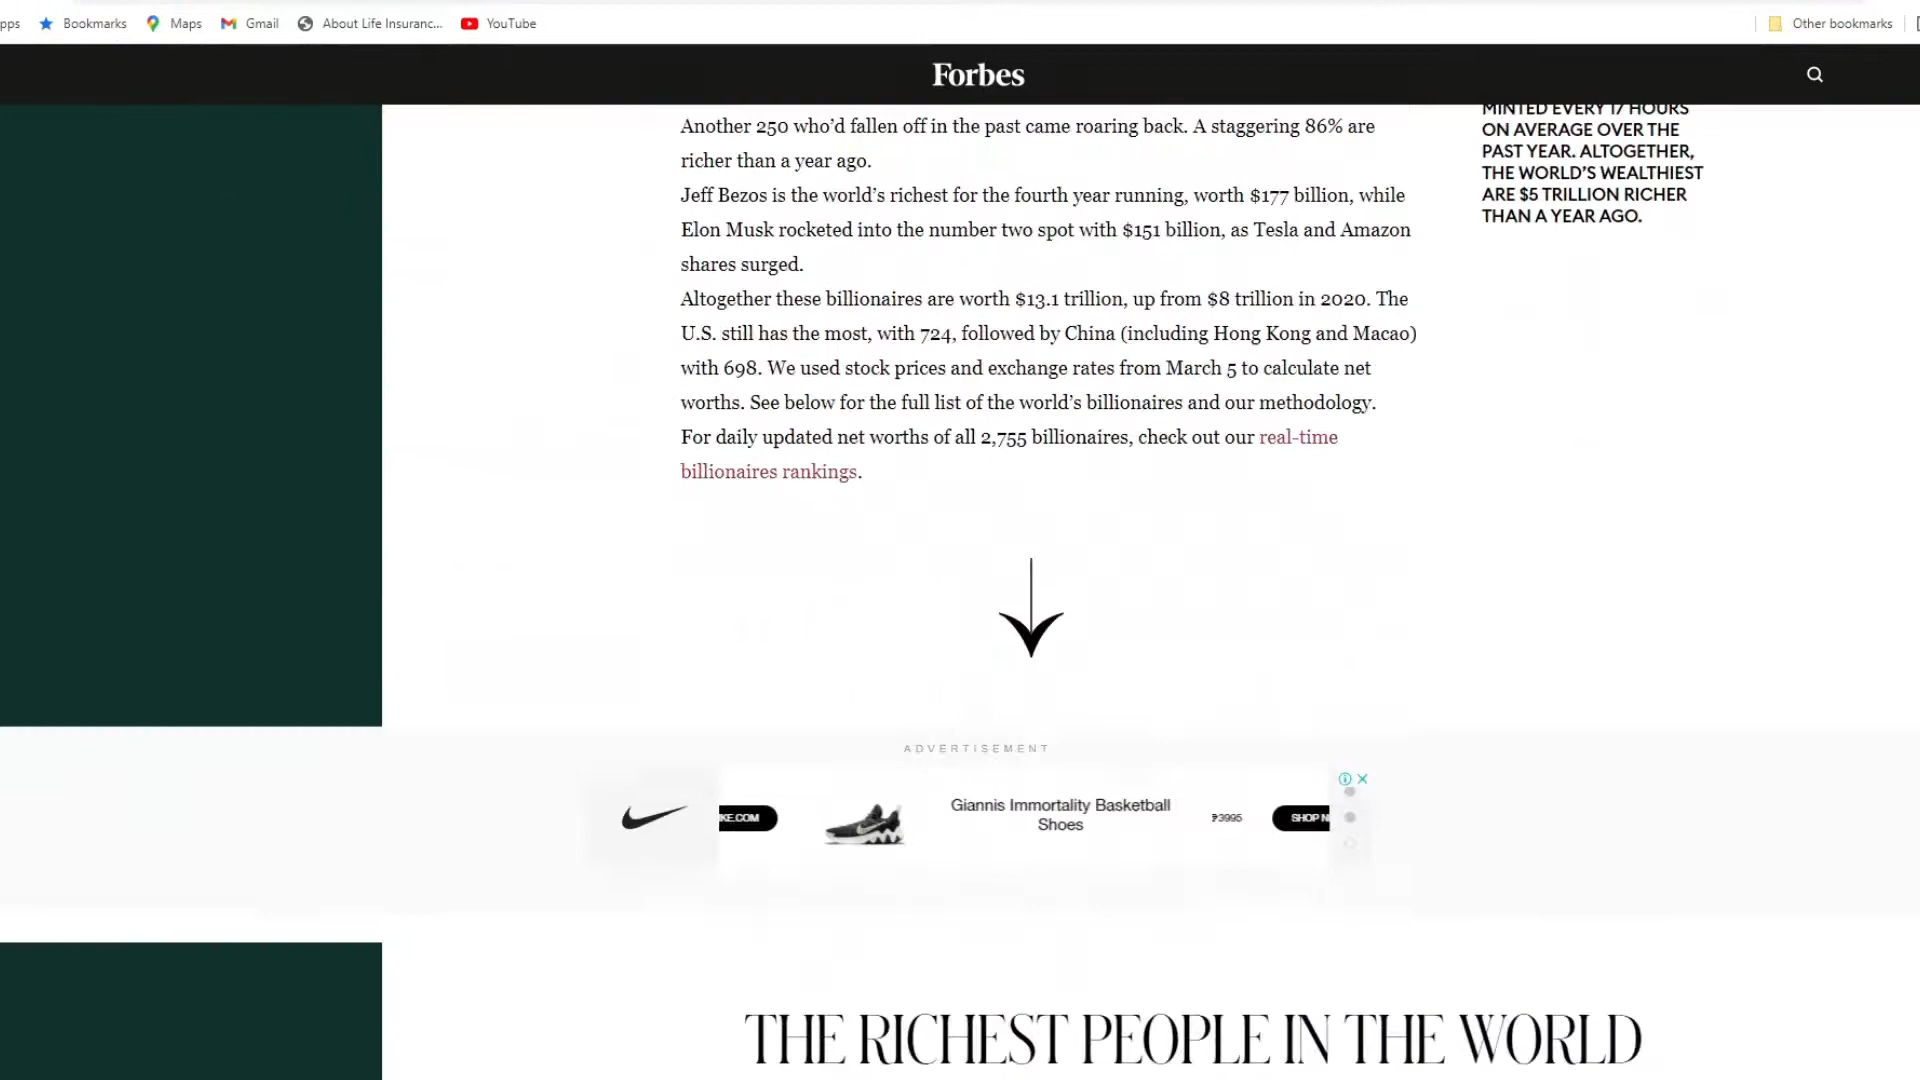 pps
Bookmarks
Maps
Gmail
About Life Insuranc...
YouTube
Other bookmarks
Forbes
Another 250 who’d fallen off in the past came roaring back. A staggering 86% are
richer than a year ago.
Jeff Bezos is the world’s richest for the fourth year running, worth $177 billion, while
Elon Musk rocketed into the number two spot with $151 billion, as Tesla and Amazon
shares surged.
Altogether these billionaires are worth $13.1 trillion, up from $8 trillion in 2020. The
U.S. still has the most, with 724, followed by China (including Hong Kong and Macao)
with 698. We used stock prices and exchange rates from March 5 to calculate net
worths. See below for the full list of the world’s billionaires and our methodology.
For daily updated net worths of all 2,755 billionaires, check out our real-time
billionaires rankings.
MINTED EVERY 17 HOURS
ON AVERAGE OVER THE
PAST YEAR. ALTOGETHER,
THE WORLD’S WEALTHIEST
ARE $5 TRILLION RICHER
THAN A YEAR AGO.
ADVERTISEMENT
KE.COM
Giannis Immortality Basketball
Shoes
₱3995
SHOP N
THE RICHEST PEOPLE IN THE WORLD